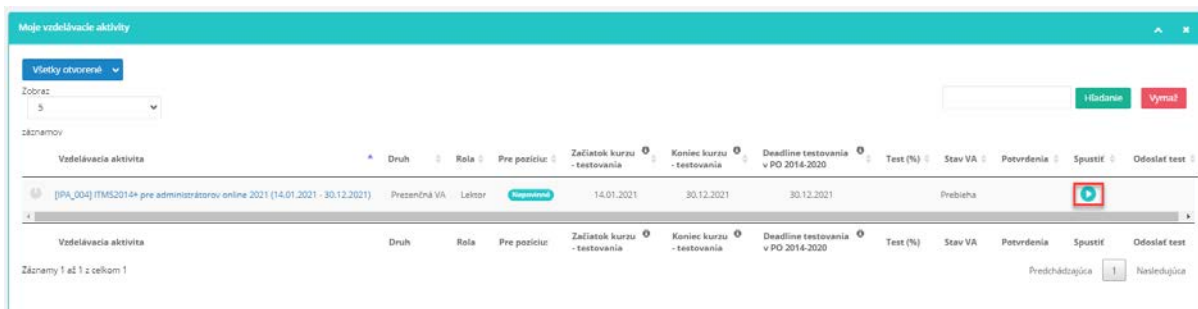 Moje vzdelávacie aktivity
Všetky otvorené
Zobraz
5
Hľadanie Vymaž
záznamov
Vzdelávacia aktivita Druh Rola Pre pozíciu: Začiatok kurzu - testovania Koniec kurzu - testovania Deadline testovania v PO 2014-2020 Test (%) Stav VA Potvrdenia Spustiť Odoslať test
[IPA_004] ITMS2014+ pre administrátorov online 2021 (14.01.2021 - 30.12.2021) Prezenčná VA Lektor Nepovinná 14.01.2021 30.12.2021 30.12.2021 Prebieha
Vzdelávacia aktivita Druh Rola Pre pozíciu: Začiatok kurzu - testovania Koniec kurzu - testovania Deadline testovania v PO 2014-2020 Test (%) Stav VA Potvrdenia Spustiť Odoslať test
Záznamy 1 až 1 z celkom 1 Predchádzajúca 1 Nasledujúca